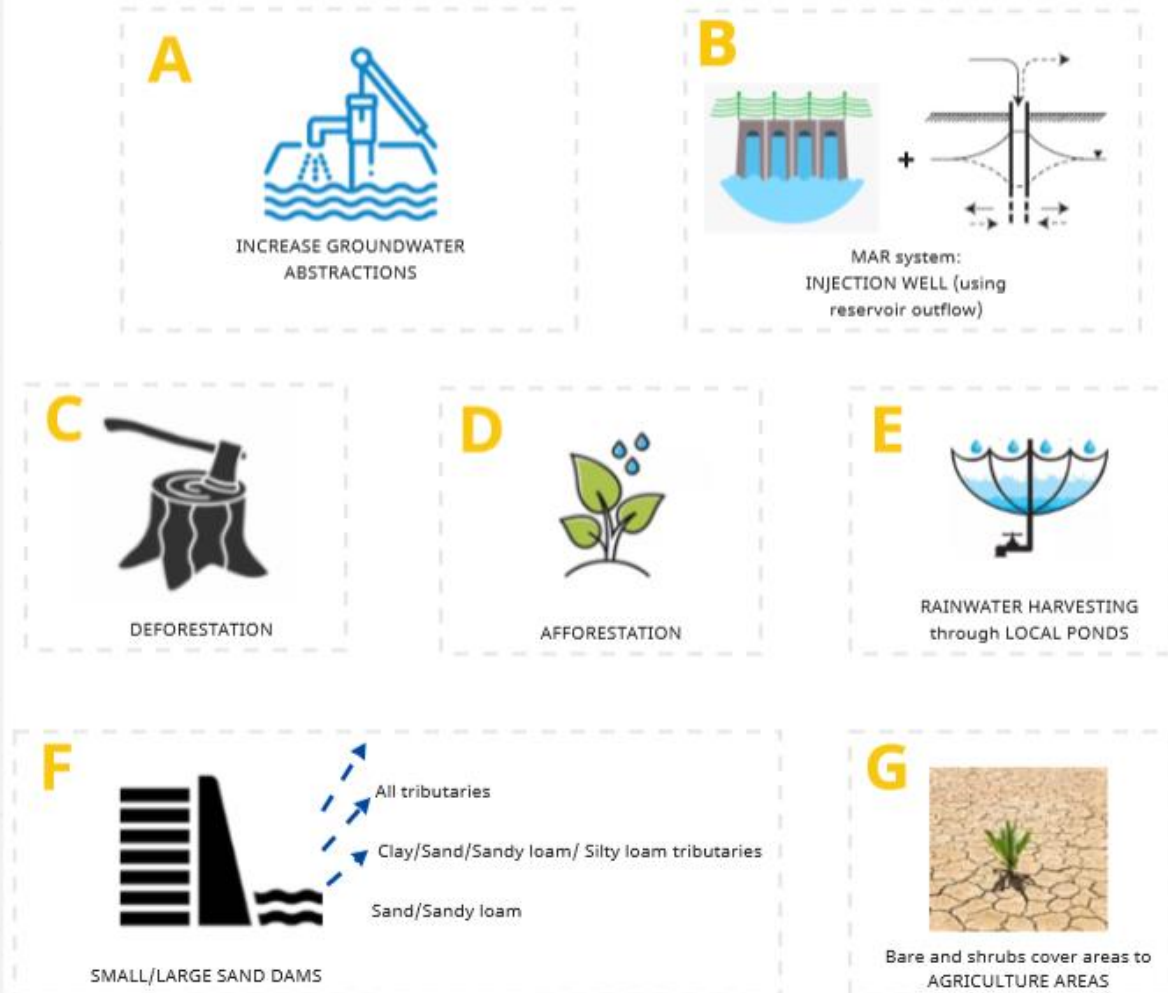 A
INCREASE GROUNDWATER
ABSTRACTIONS
B
+
MAR system:
INJECTION WELL (using
reservoir outflow)
C
DEFORESTATION
D
AFFORESTATION
E
RAINWATER HARVESTING
through LOCAL PONDS
F
All tributaries
Clay/Sand/Sandy loam/ Silty loam tributaries
Sand/Sandy loam
SMALL/LARGE SAND DAMS
G
Bare and shrubs cover areas to
AGRICULTURE AREAS